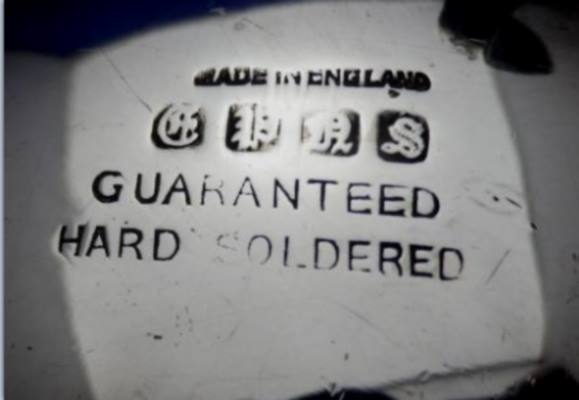 MADE IN ENGLAND
E P N S
GUARANTEED
HARD SOLDERED